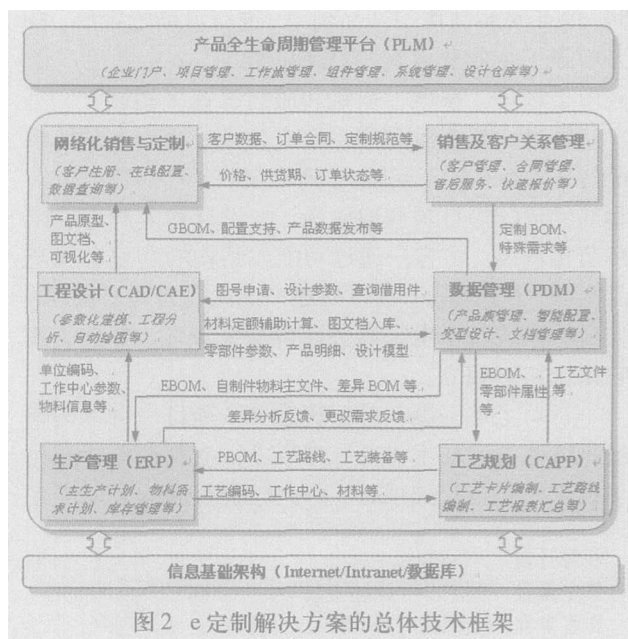 产品全生命周期管理平台（PLM）
（企业门户、项目管理、工作流管理、组件管理、系统管理、设计仓库等）
网络化销售与定制
（客户注册、在线配置、
数据查询等）
客户数据、订单合同、定制规范等
价格、供货期、订单状态等
销售及客户关系管理
（客户管理、合同管理、
售后服务、快速报价等）
产品原型、
图文档、
可视化等
GBOM、配置支持、产品数据发布等
定制 BOM、
特殊需求等
工程设计（CAD/CAE）
（参数化建模、工程分
析、自动绘图等）
图号申请、设计参数、查询借用件
材料定额辅助计算、图文档入库、
零部件参数、产品明细、设计模型
数据管理（PDM）
（产品族管理、智能配置、
变型设计、文档管理等）
单位编码、
工作中心参数、
物料信息等
EBOM、自制件物料主文件、差异 BOM 等
差异分析反馈、更改需求反馈
EBOM、
零部件属性
等
工艺文件
等
生产管理（ERP）
（主生产计划、物料需
求计划、库存管理等）
PBOM、工艺路线、工艺装备等
工艺编码、工作中心、材料等
工艺规划（CAPP）
（工艺卡片编制、工艺路线
编制、工艺报表汇总等）
信息基础架构（Internet/Intranet/数据库）
图2 e定制解决方案的总体技术框架